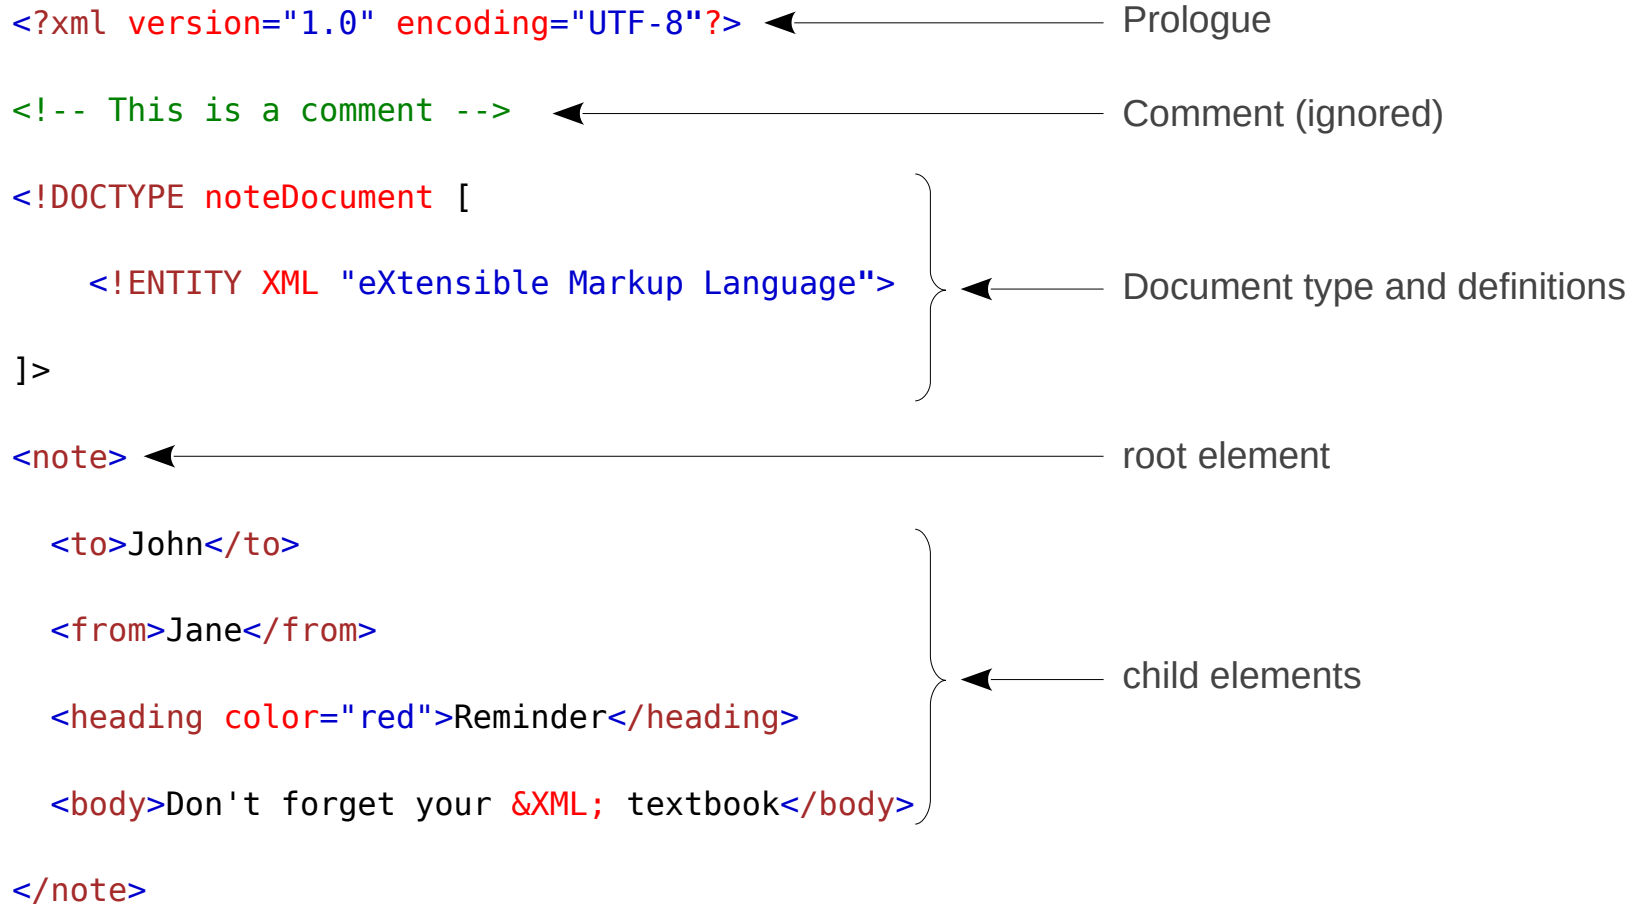 <?xml version="1.0" encoding="UTF-8"?> Prologue
<!-- This is a comment --> Comment (ignored)
<!DOCTYPE noteDocument [
<!ENTITY XML "eXtensible Markup Language"> Document type and definitions
]>
<note> root element
<to>John</to>
<from>Jane</from>
child elements
<heading color="red">Reminder</heading>
<body>Don't forget your &XML; textbook</body>
</note>